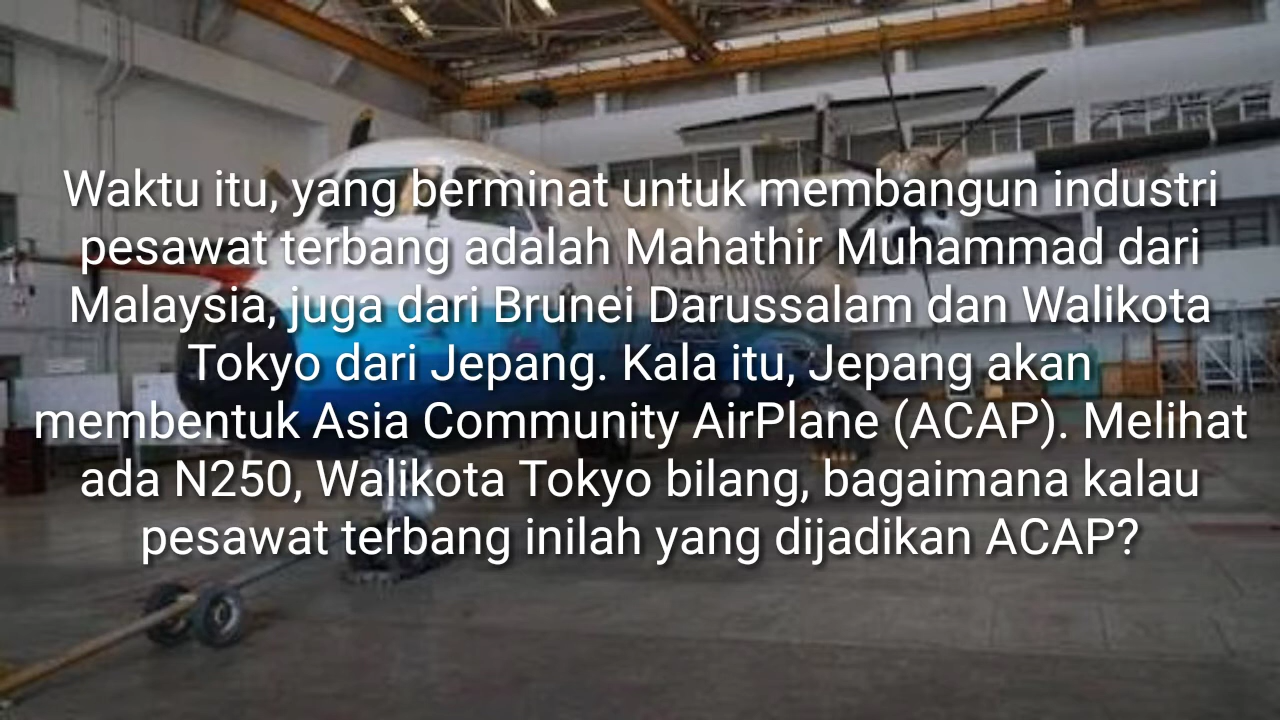 Waktu itu, yang berminat untuk membangun industri
pesawat terbang adalah Mahathir Muhammad dari
Malaysia, juga dari Brunei Darussalam dan Walikota
Tokyo dari Jepang. Kala itu, Jepang akan
membentuk Asia Community AirPlane (ACAP). Melihat
ada N250, Walikota Tokyo bilang, bagaimana kalau
pesawat terbang inilah yang dijadikan ACAP?